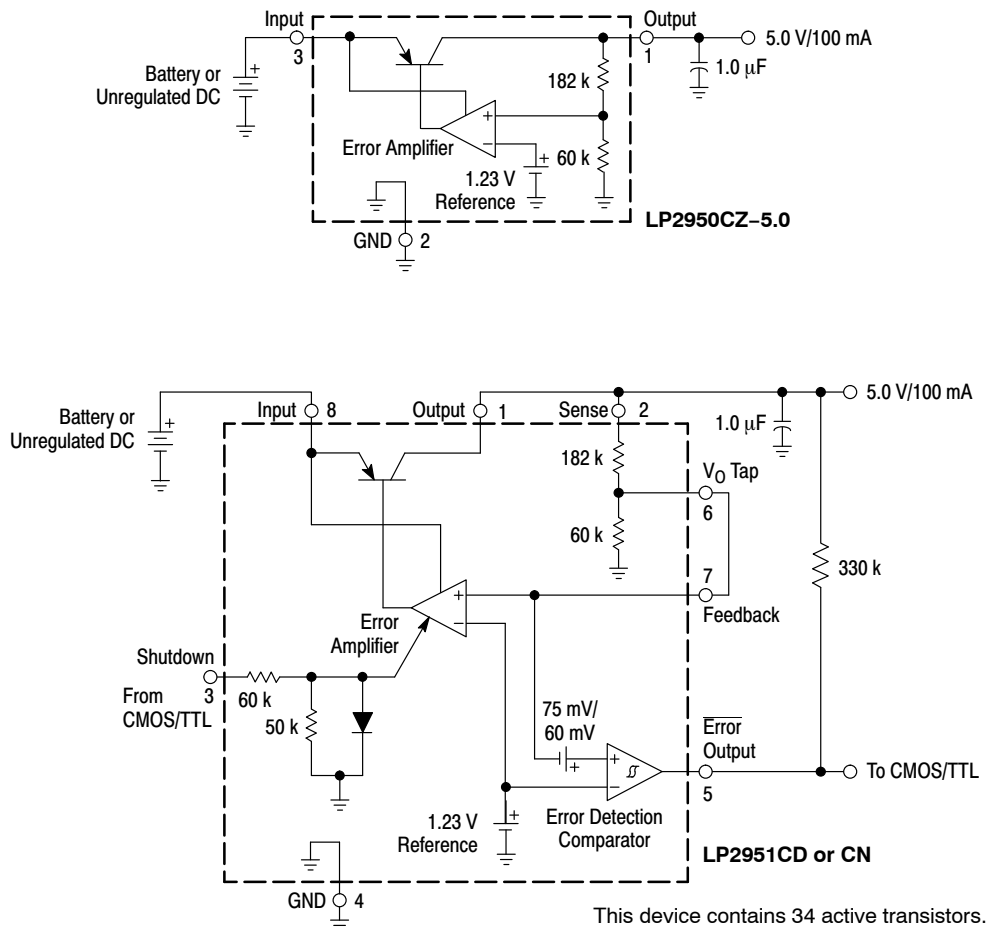 Input
Output
3
1
5.0 V/100 mA
Battery or
Unregulated DC
+
182 k
1.0 μF
+
−
Error Amplifier
1.23 V
Reference
+
60 k
LP2950CZ−5.0
GND
2
Input
8
Output
1
Sense
2
5.0 V/100 mA
Battery or
Unregulated DC
+
1.0 μF
182 k
VO Tap
6
60 k
330 k
7
Feedback
+
−
Error
Amplifier
Shutdown
3
From
CMOS/TTL
60 k
50 k
75 mV/
60 mV
+
+
−
Error
Output
5
To CMOS/TTL
1.23 V
Reference
+
Error Detection
Comparator
LP2951CD or CN
GND
4
This device contains 34 active transistors.